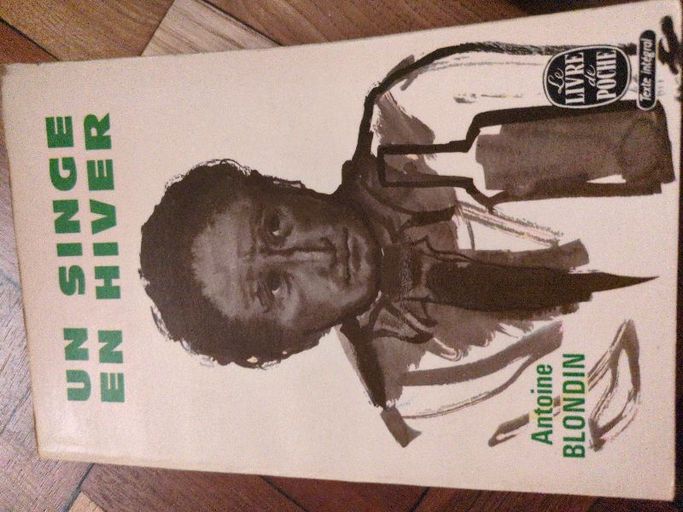 UN SINGE
EN HIVER
Le
LIVRE
de
POCHE
Texte intégral
Antoine
BLONDIN